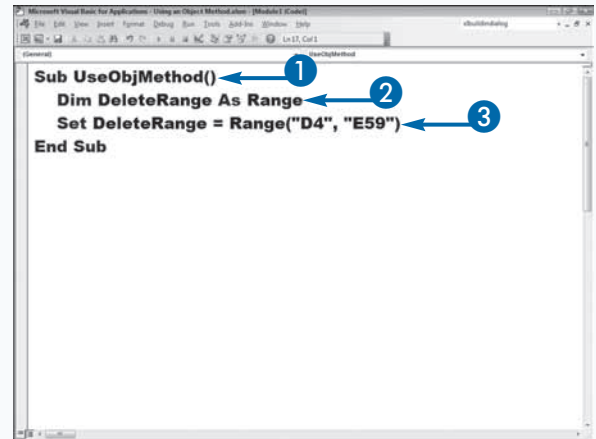 Microsoft Visual Basic for Applications - Using an Object Method.xlsm - [Module1 (Code)]
File Edit View Insert Format Debug Run Tools Add-Ins Window Help
xlbuiltindialog
Ln 17, Col 1
(General)
UseObjMethod
Sub UseObjMethod() 1
Dim DeleteRange As Range 2
Set DeleteRange = Range("D4", "E59") 3
End Sub